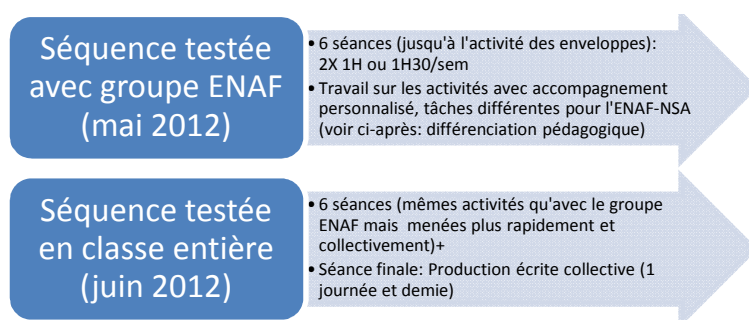 Séquence testée
avec groupe ENAF
(mai 2012)
• 6 séances (jusqu'à l'activité des enveloppes):
2X 1H ou 1H30/sem
• Travail sur les activités avec accompagnement
personnalisé, tâches différentes pour l'ENAF-NSA
(voir ci-après: différenciation pédagogique)
Séquence testée
en classe entière
(juin 2012)
• 6 séances (mêmes activités qu'avec le groupe
ENAF mais menées plus rapidement et
collectivement)+
• Séance finale: Production écrite collective (1
journée et demie)